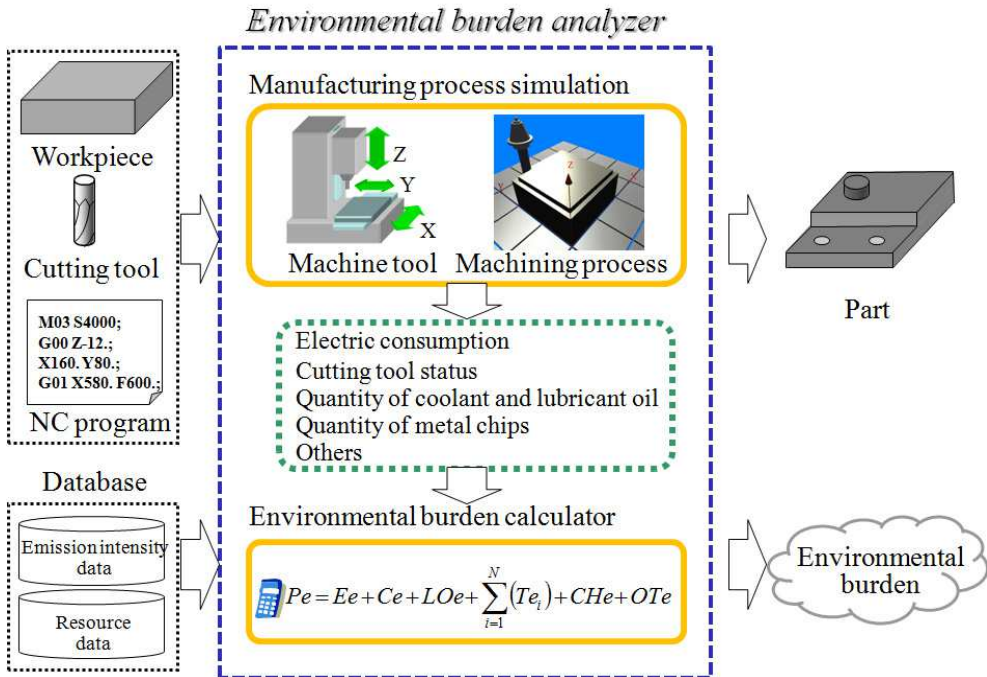 Environmental burden analyzer
Workpiece
Cutting tool
M03 S4000;
G00 Z-12.;
X160. Y80.;
G01 X580. F600.;
NC program
Database
Emission intensity
data
Resource
data
Manufacturing process simulation
Z
Y
X
Machine tool
z
Y
X
Machining process
Electric consumption
Cutting tool status
Quantity of coolant and lubricant oil
Quantity of metal chips
Others
Environmental burden calculator
Pe = Ee + Ce + LOe + \sum_{i=1}^{N} (Te_i) + CHe + OTe
Part
Environmental
burden